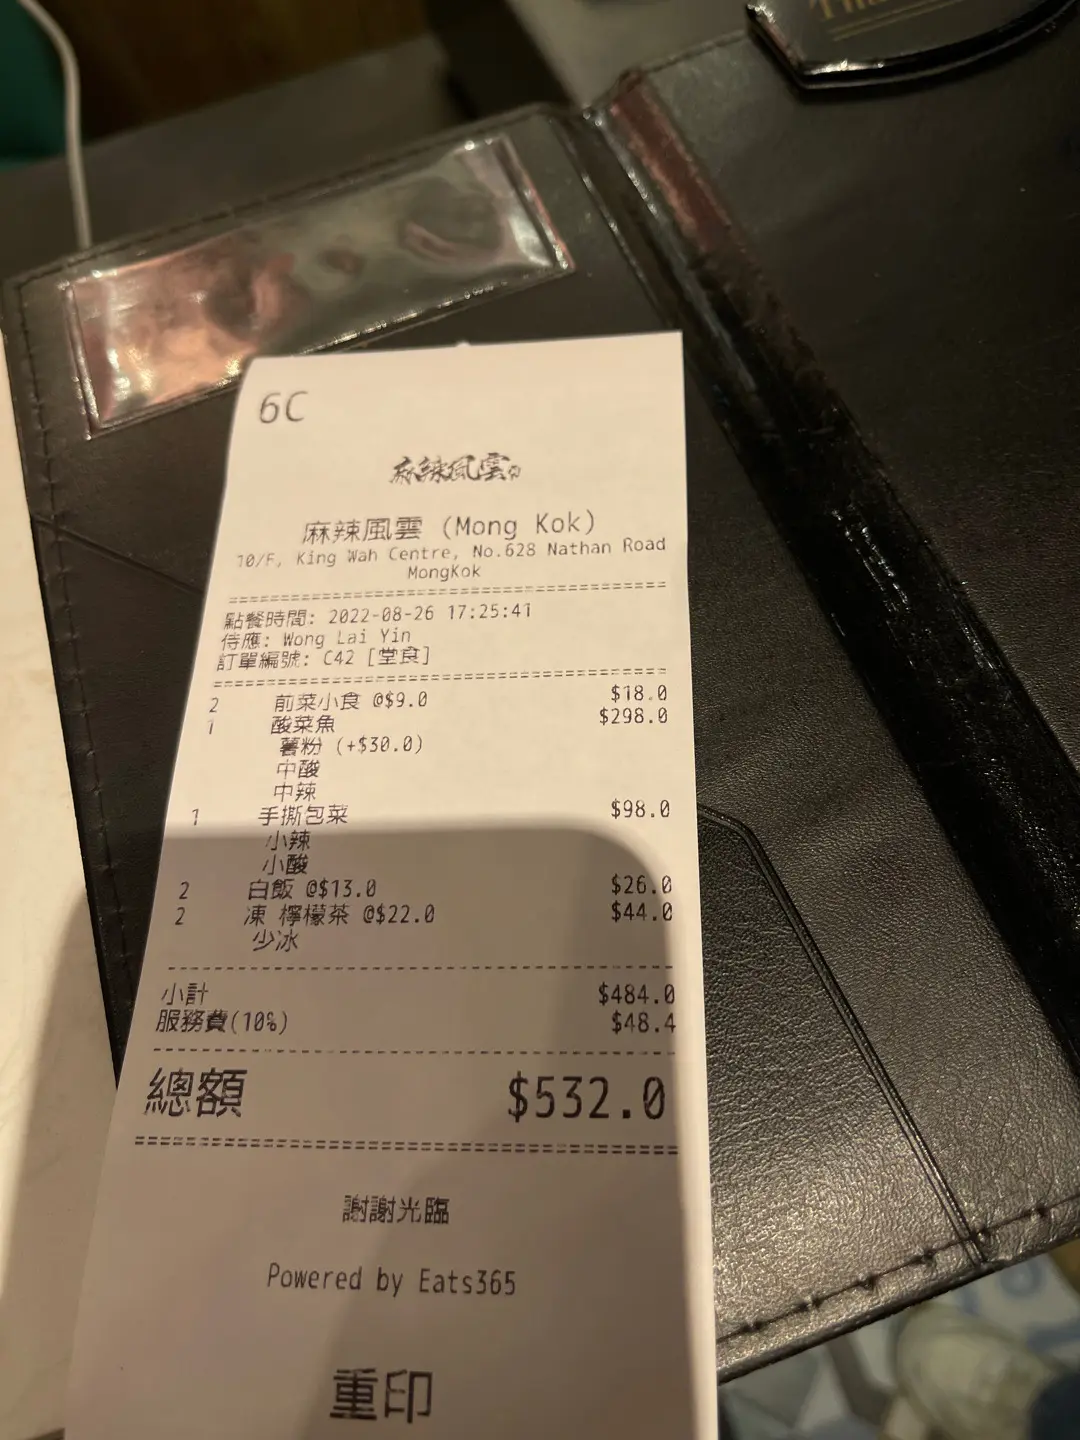 6C
麻辣風雲
麻辣風雲 (Mong Kok)
10/F, King Wah Centre, No.628 Nathan Road
MongKok
點餐時間: 2022-08-26 17:25:41
侍應: Wong Lai Yin
訂單編號: C42 [堂食]
2 前菜小食 @$9.0 $18.0
1 酸菜魚 $298.0
薯粉 (+$30.0)
中酸
中辣
1 手撕包菜 $98.0
小辣
小酸
2 白飯 @$13.0 $26.0
2 凍 檸檬茶 @$22.0 $44.0
少冰
小計 $484.0
服務費(10%) $48.4
總額 $532.0
謝謝光臨
Powered by Eats365
重印